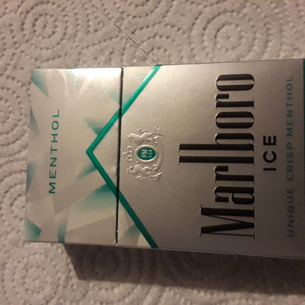 MENTHOL
Marlboro
ICE
UNIQUE CRISP MENTHOL